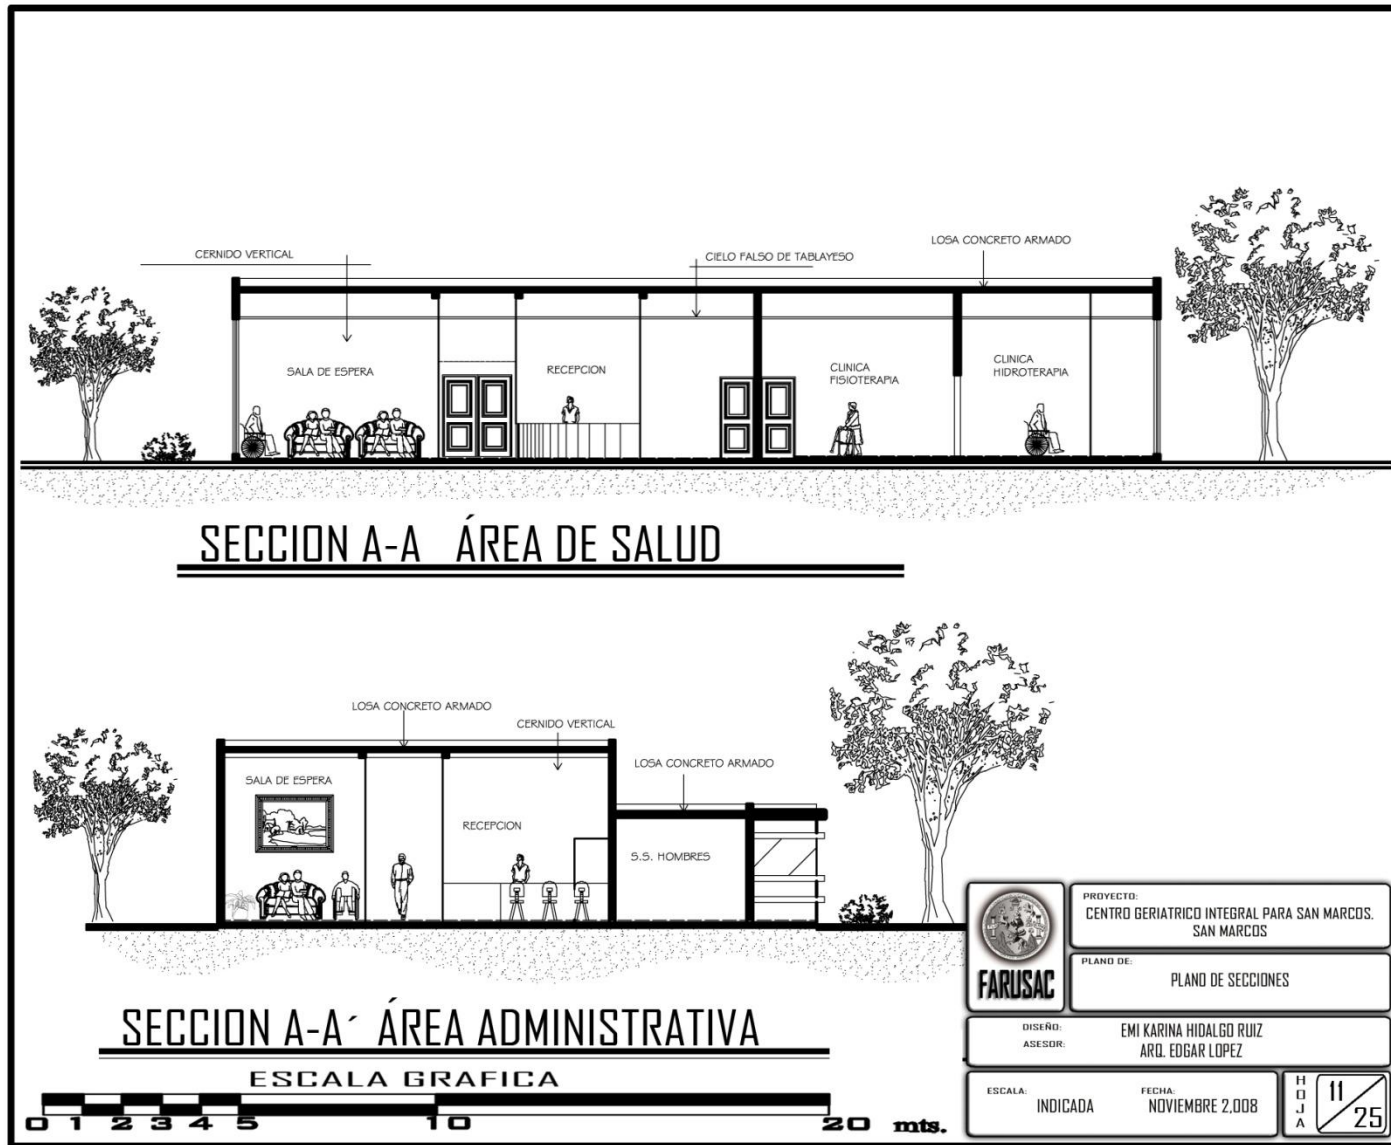 CERNIDO VERTICAL
CIELO FALSO DE TABLAYESO
LOSA CONCRETO ARMADO
SALA DE ESPERA
RECEPCION
CLINICA
FISIOTERAPIA
CLINICA
HIDROTERAPIA
SECCION A-A ÁREA DE SALUD
LOSA CONCRETO ARMADO
CERNIDO VERTICAL
LOSA CONCRETO ARMADO
SALA DE ESPERA
RECEPCION
S.S. HOMBRES
SECCION A-A´ ÁREA ADMINISTRATIVA
ESCALA GRAFICA
0 1 2 3 4 5 10 20 mts.
FARUSAC
PROYECTO:
CENTRO GERIATRICO INTEGRAL PARA SAN MARCOS.
SAN MARCOS
PLANO DE:
PLANO DE SECCIONES
DISEÑO: EMI KARINA HIDALGO RUIZ
ASESOR: ARQ. EDGAR LOPEZ
ESCALA: INDICADA
FECHA: NOVIEMBRE 2,008
HOJA
11/25